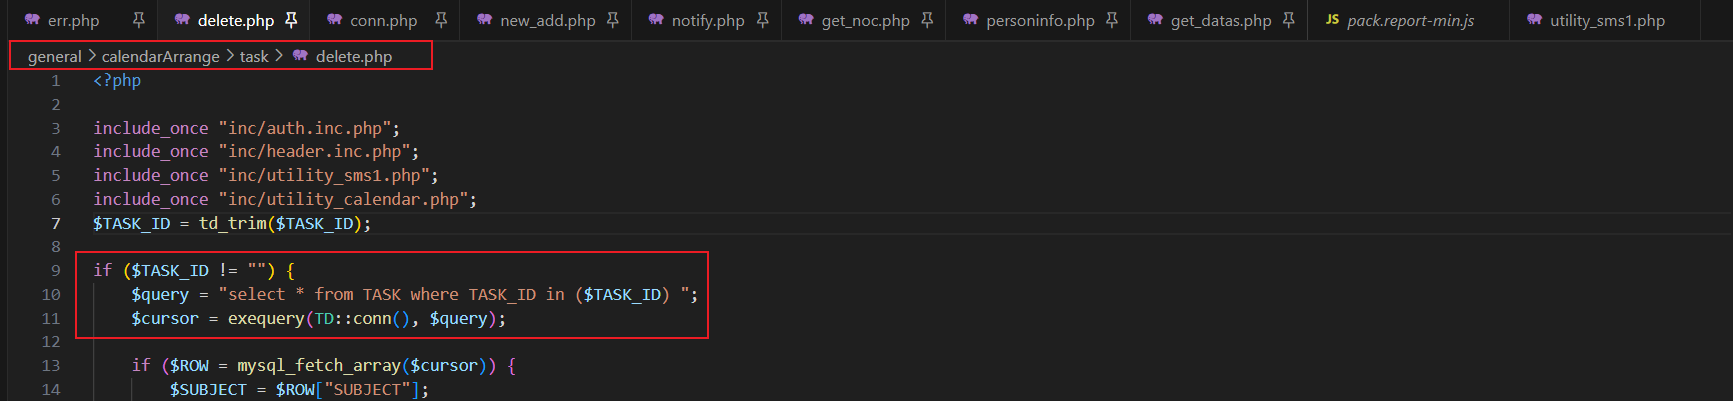 err.php delete.php conn.php new_add.php notify.php get_noc.php personinfo.php get_datas.php JS pack.report-min.js utility_sms1.php
general > calendarArrange > task > delete.php
1 <?php
2
3 include_once "inc/auth.inc.php";
4 include_once "inc/header.inc.php";
5 include_once "inc/utility_sms1.php";
6 include_once "inc/utility_calendar.php";
7 $TASK_ID = td_trim($TASK_ID);
8
9 if ($TASK_ID != "") {
10 $query = "select * from TASK where TASK_ID in ($TASK_ID) ";
11 $cursor = exequery(TD::conn(), $query);
12
13 if ($ROW = mysql_fetch_array($cursor)) {
14 $SUBJECT = $ROW["SUBJECT"];